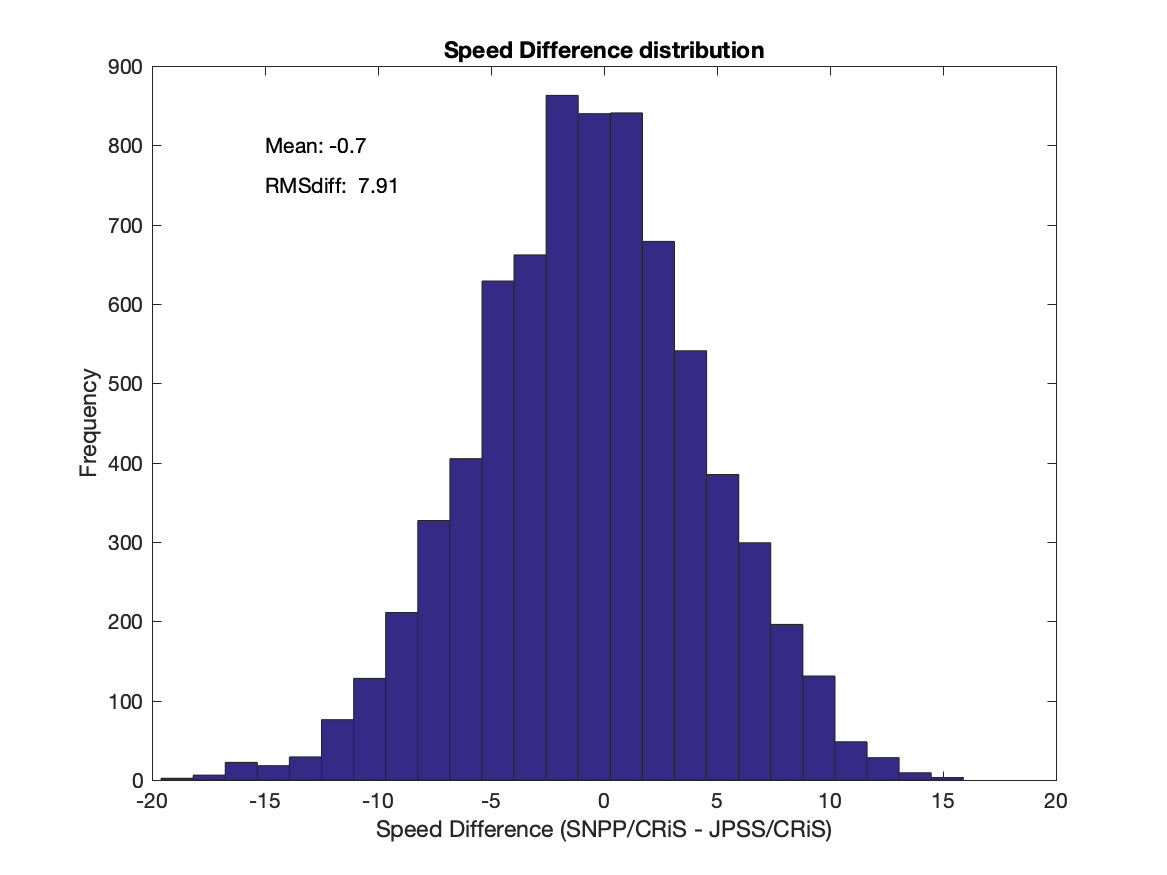 Speed Difference distribution
900
800
700
600
500
400
300
200
100
0
Mean: -0.7
RMSdiff:  7.91
Frequency
-20 -15 -10 -5 0 5 10 15 20
Speed Difference (SNPP/CRiS - JPSS/CRiS)